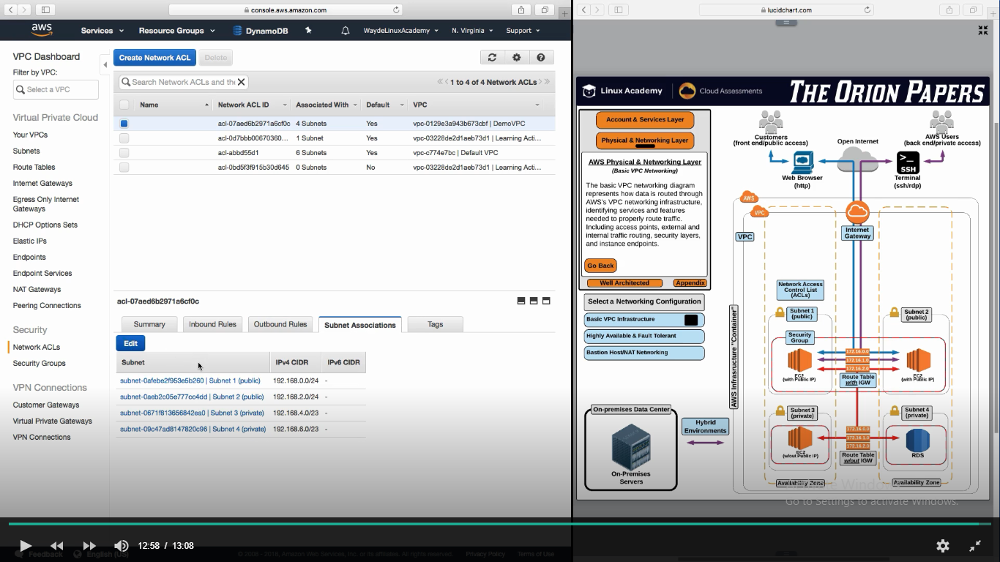 console.aws.amazon.com
aws
Services
Resource Groups
DynamoDB
WaydeLinuxAcademy
N. Virginia
Support
VPC Dashboard
Filter by VPC:
Select a VPC
Virtual Private Cloud
Your VPCs
Subnets
Route Tables
Internet Gateways
Egress Only Internet
Gateways
DHCP Options Sets
Elastic IPs
Endpoints
Endpoint Services
NAT Gateways
Peering Connections
Security
Network ACLs
Security Groups
VPN Connections
Customer Gateways
Virtual Private Gateways
VPN Connections
Create Network ACL
Delete
Search Network ACLs and the
1 to 4 of 4 Network ACLs
Name Network ACL ID Associated With Default VPC
acl-07aed6b2971a6cf0c 4 Subnets Yes vpc-0129e3a943b673cbf | DemoVPC
acl-0d7bbb00670360... 1 Subnet Yes vpc-03228de2d1aeb73d1 | Learning Acti...
acl-abbd55d1 6 Subnets Yes vpc-c774e7bc | Default VPC
acl-0bd5f3f915b30d645 0 Subnets No vpc-03228de2d1aeb73d1 | Learning Acti...
acl-07aed6b2971a6cf0c
Summary
Inbound Rules
Outbound Rules
Subnet Associations
Tags
Edit
Subnet IPv4 CIDR IPv6 CIDR
subnet-0afebe2f953e5b260 | Subnet 1 (public) 192.168.0.0/24 -
subnet-0aeb2c05e777cc4dd | Subnet 2 (public) 192.168.2.0/24 -
subnet-0671f813656842ea0 | Subnet 3 (private) 192.168.4.0/23 -
subnet-09c47ad8147820c96 | Subnet 4 (private) 192.168.6.0/23 -
Feedback
English (US)
© 2008 - 2018, Amazon Web Services, Inc. or its affiliates. All rights reserved.
Privacy Policy
Terms of Use
12:58 / 13:08
lucidchart.com
Linux Academy
Cloud Assessments
THE ORION PAPERS
Account & Services Layer
Physical & Networking Layer
AWS Physical & Networking Layer
(Basic VPC Networking)
The basic VPC networking diagram
represents how data is routed through
AWS's VPC networking infrastructure,
identifying services and features
needed to properly route traffic.
Including access points, external and
internal traffic routing, security layers,
and instance endpoints.
Go Back
Well Architected
Appendix
Select a Networking Configuration
Basic VPC Infrastructure
Highly Available & Fault Tolerant
Bastion Host/NAT Networking
On-premises Data Center
On-Premises
Servers
Hybrid
Environments
Customers
(front end/public access)
Open Internet
AWS Users
(back end/private access)
Web Browser
(http)
>_
SSH
Terminal
(ssh/rdp)
AWS
VPC
VPC
Internet
Gateway
AWS Infrasructure "Container"
Network Access
Control List
(ACLs)
Subnet 1
(public)
Subnet 2
(public)
Security
Group
172.16.0.0
172.16.1.0
172.16.2.0
EC2
(with Public IP)
Route Table
with IGW
EC2
(with Public IP)
Subnet 3
(private)
Subnet 4
(private)
172.16.0.0
172.16.1.0
172.16.2.0
EC2
(w/out Public IP)
Route Table
w/out IGW
RDS
Availability Zone
Availability Zone
Go to Settings to activate Windows.